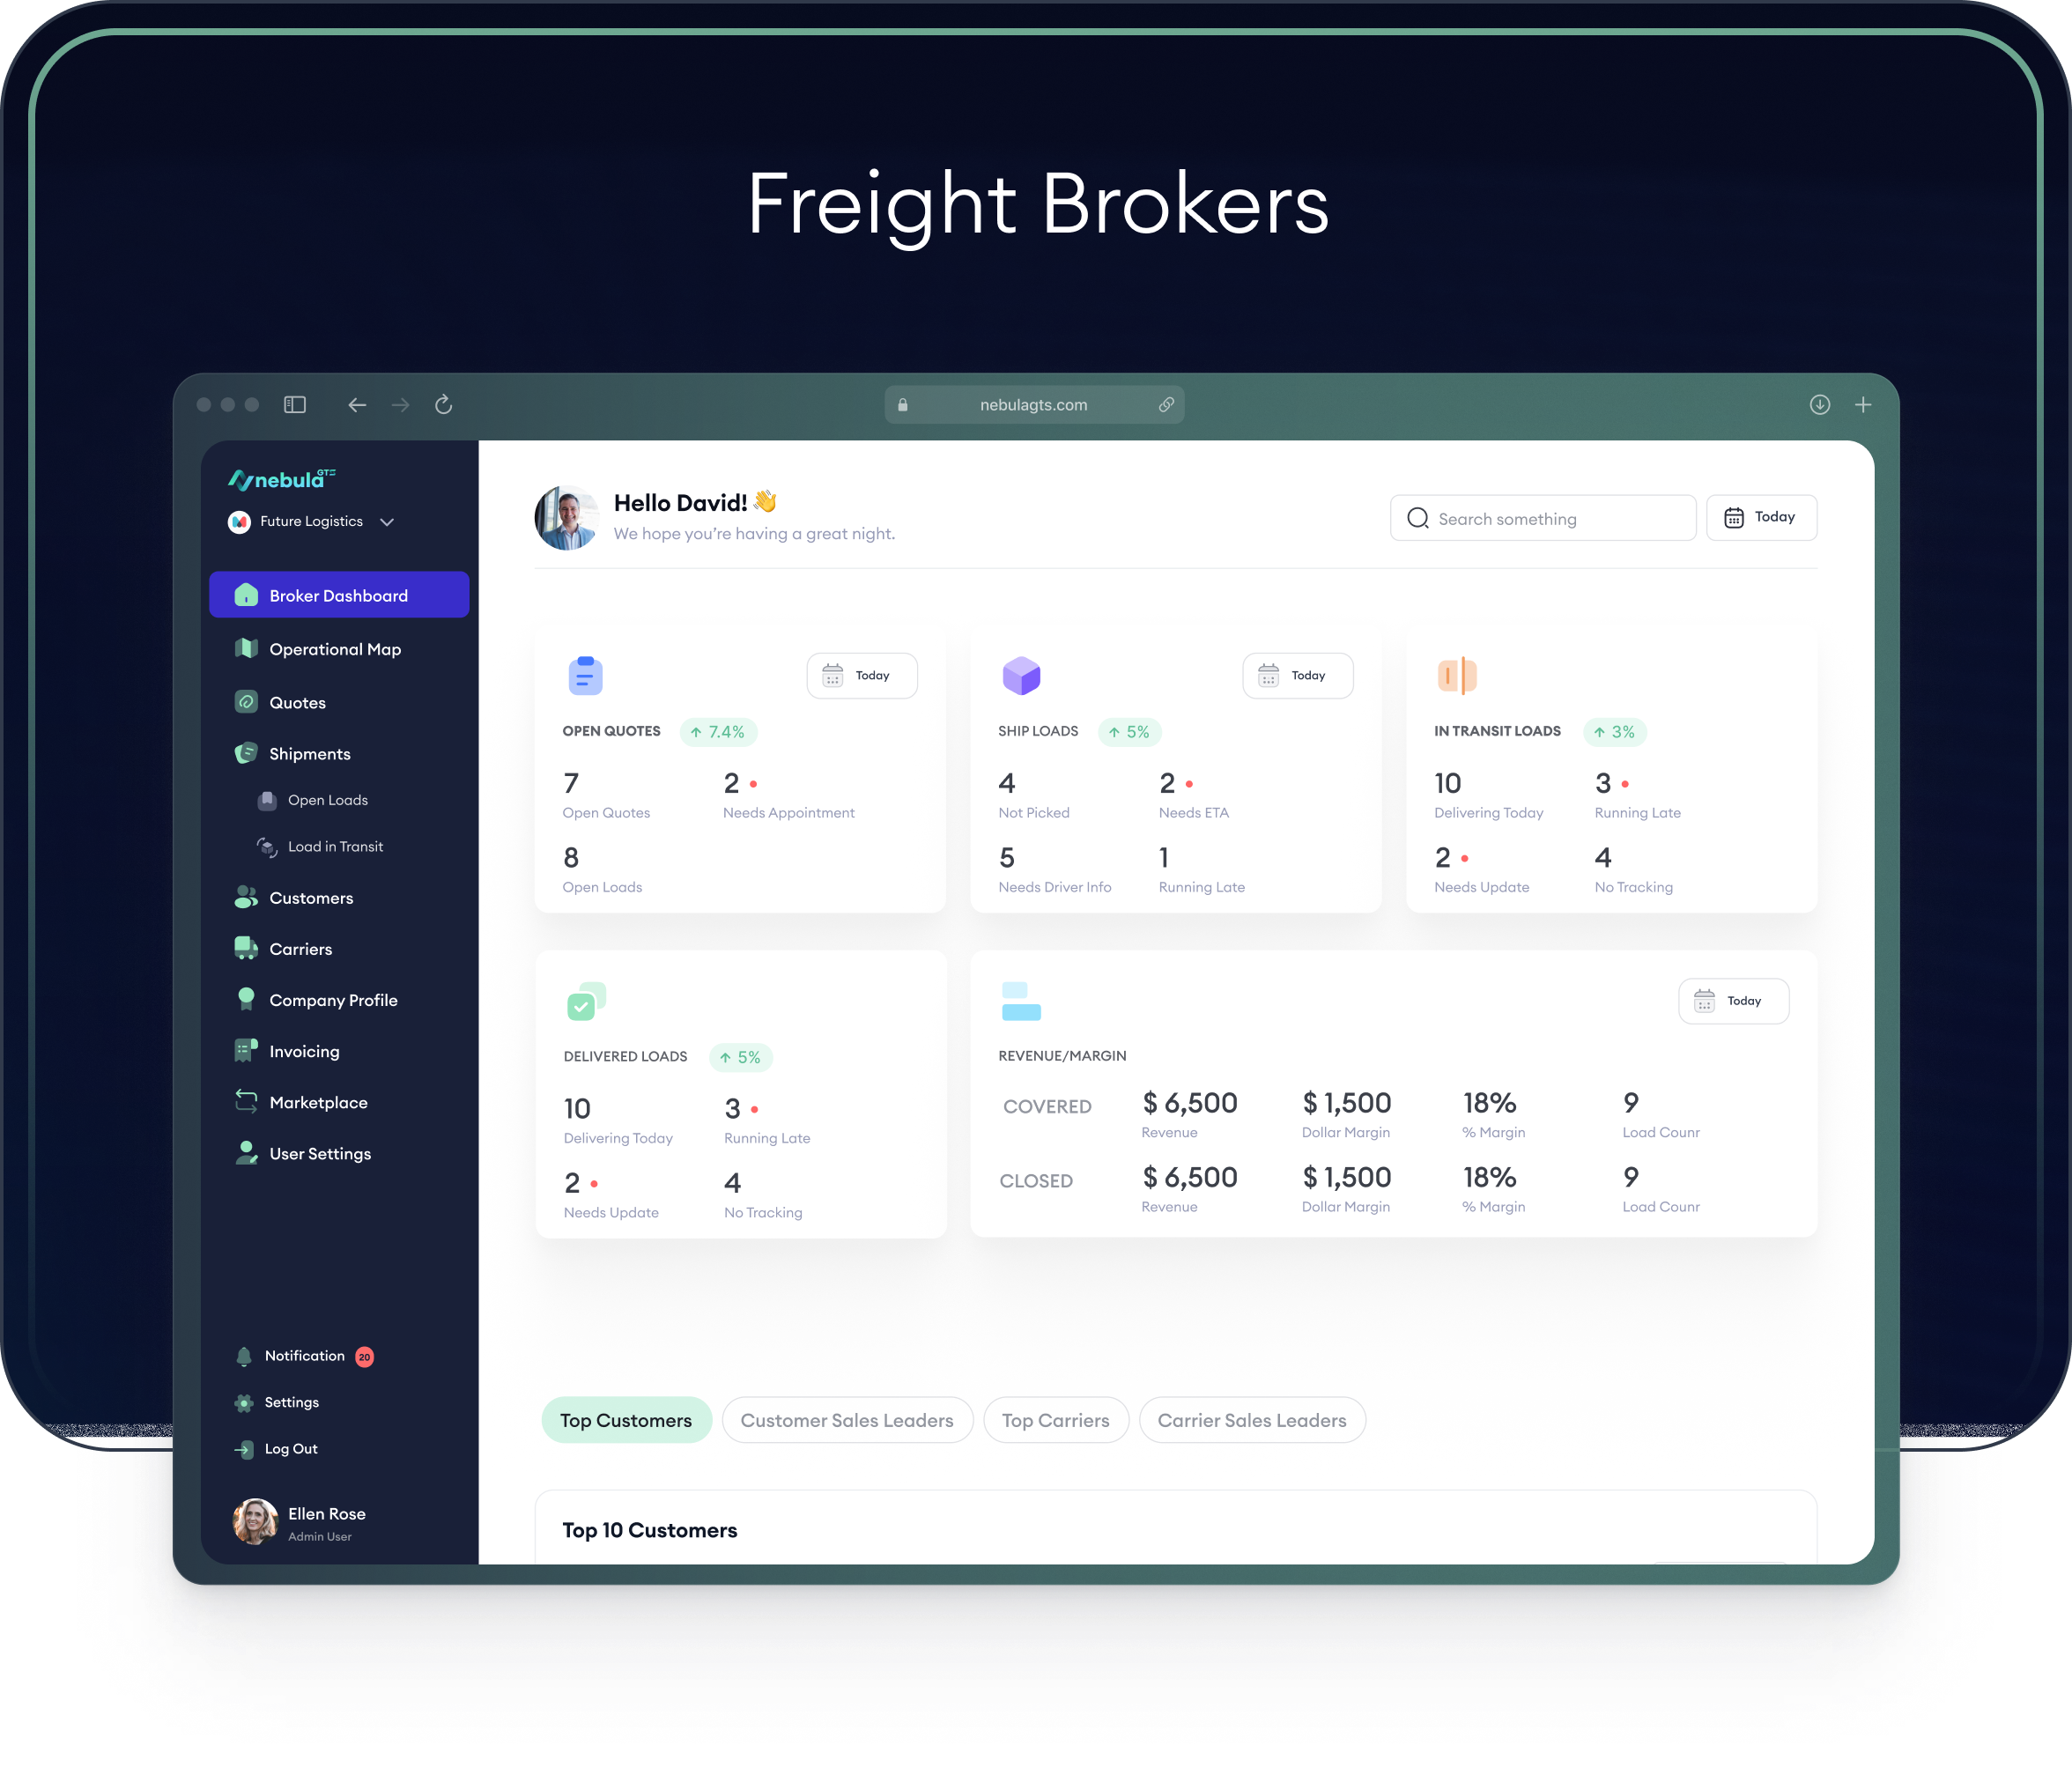 Freight Brokers
nebulagts.com
nebula GTS
Future Logistics
Broker Dashboard
Operational Map
Quotes
Shipments
Open Loads
Load in Transit
Customers
Carriers
Company Profile
Invoicing
Marketplace
User Settings
Notification 20
Settings
Log Out
Ellen Rose
Admin User
Hello David! 👋
We hope you’re having a great night.
Search something
Today
Today
OPEN QUOTES 7.4%
7 2
Open Quotes Needs Appointment
8
Open Loads
Today
SHIP LOADS 5%
4 2
Not Picked Needs ETA
5 1
Needs Driver Info Running Late
IN TRANSIT LOADS 3%
10 3
Delivering Today Running Late
2 4
Needs Update No Tracking
DELIVERED LOADS 5%
10 3
Delivering Today Running Late
2 4
Needs Update No Tracking
Today
REVENUE/MARGIN
COVERED $ 6,500 $ 1,500 18% 9
Revenue Dollar Margin % Margin Load Counr
CLOSED $ 6,500 $ 1,500 18% 9
Revenue Dollar Margin % Margin Load Counr
Top Customers Customer Sales Leaders Top Carriers Carrier Sales Leaders
Top 10 Customers